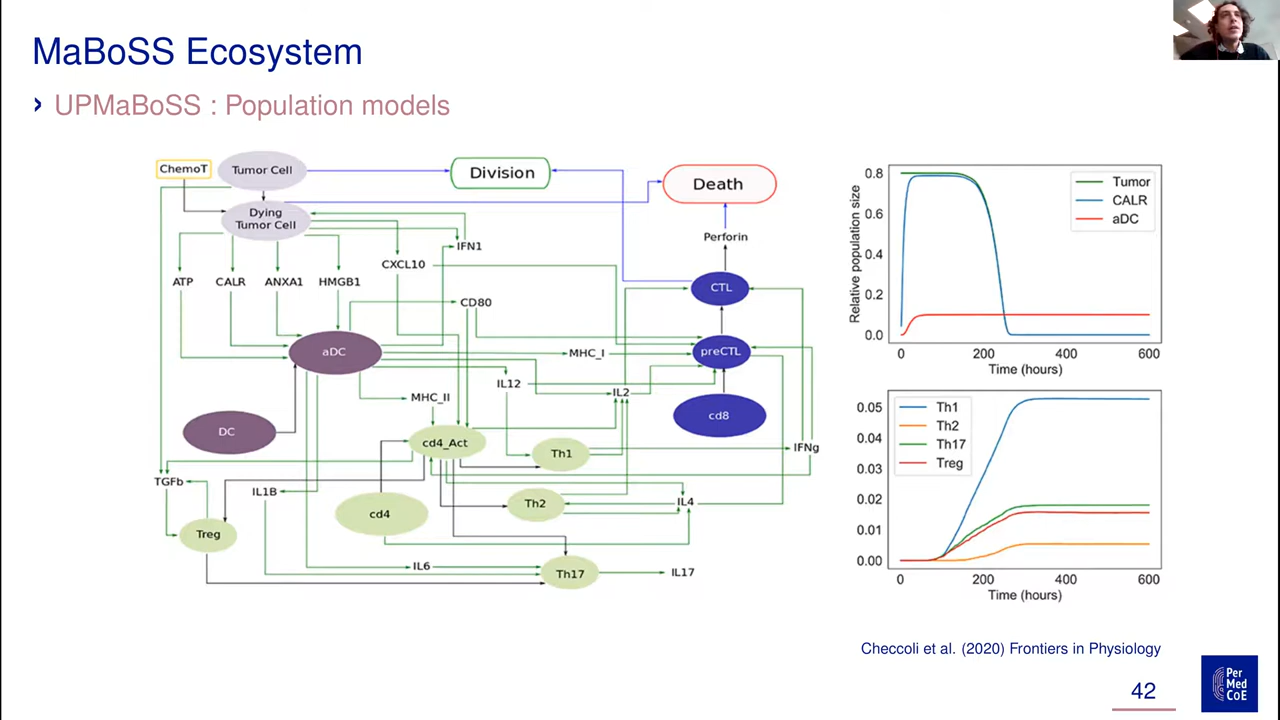 MaBoSS Ecosystem
› UPMaBoSS : Population models
ChemoT
Tumor Cell
Division
Death
Dying
Tumor Cell
IFN1
Perforin
CXCL10
ATP
CALR
ANXA1
HMGB1
CTL
CD80
aDC
MHC_I
preCTL
IL12
IL2
MHC_II
cd8
DC
cd4_Act
Th1
IFNg
TGFb
IL1B
cd4
Th2
IL4
Treg
IL6
Th17
IL17
Relative population size
0.8
0.6
0.4
0.2
0.0
Tumor
CALR
aDC
0 200 400 600
Time (hours)
0.05
0.04
0.03
0.02
0.01
0.00
Th1
Th2
Th17
Treg
0 200 400 600
Time (hours)
Checcoli et al. (2020) Frontiers in Physiology
42
Per
Med
CoE